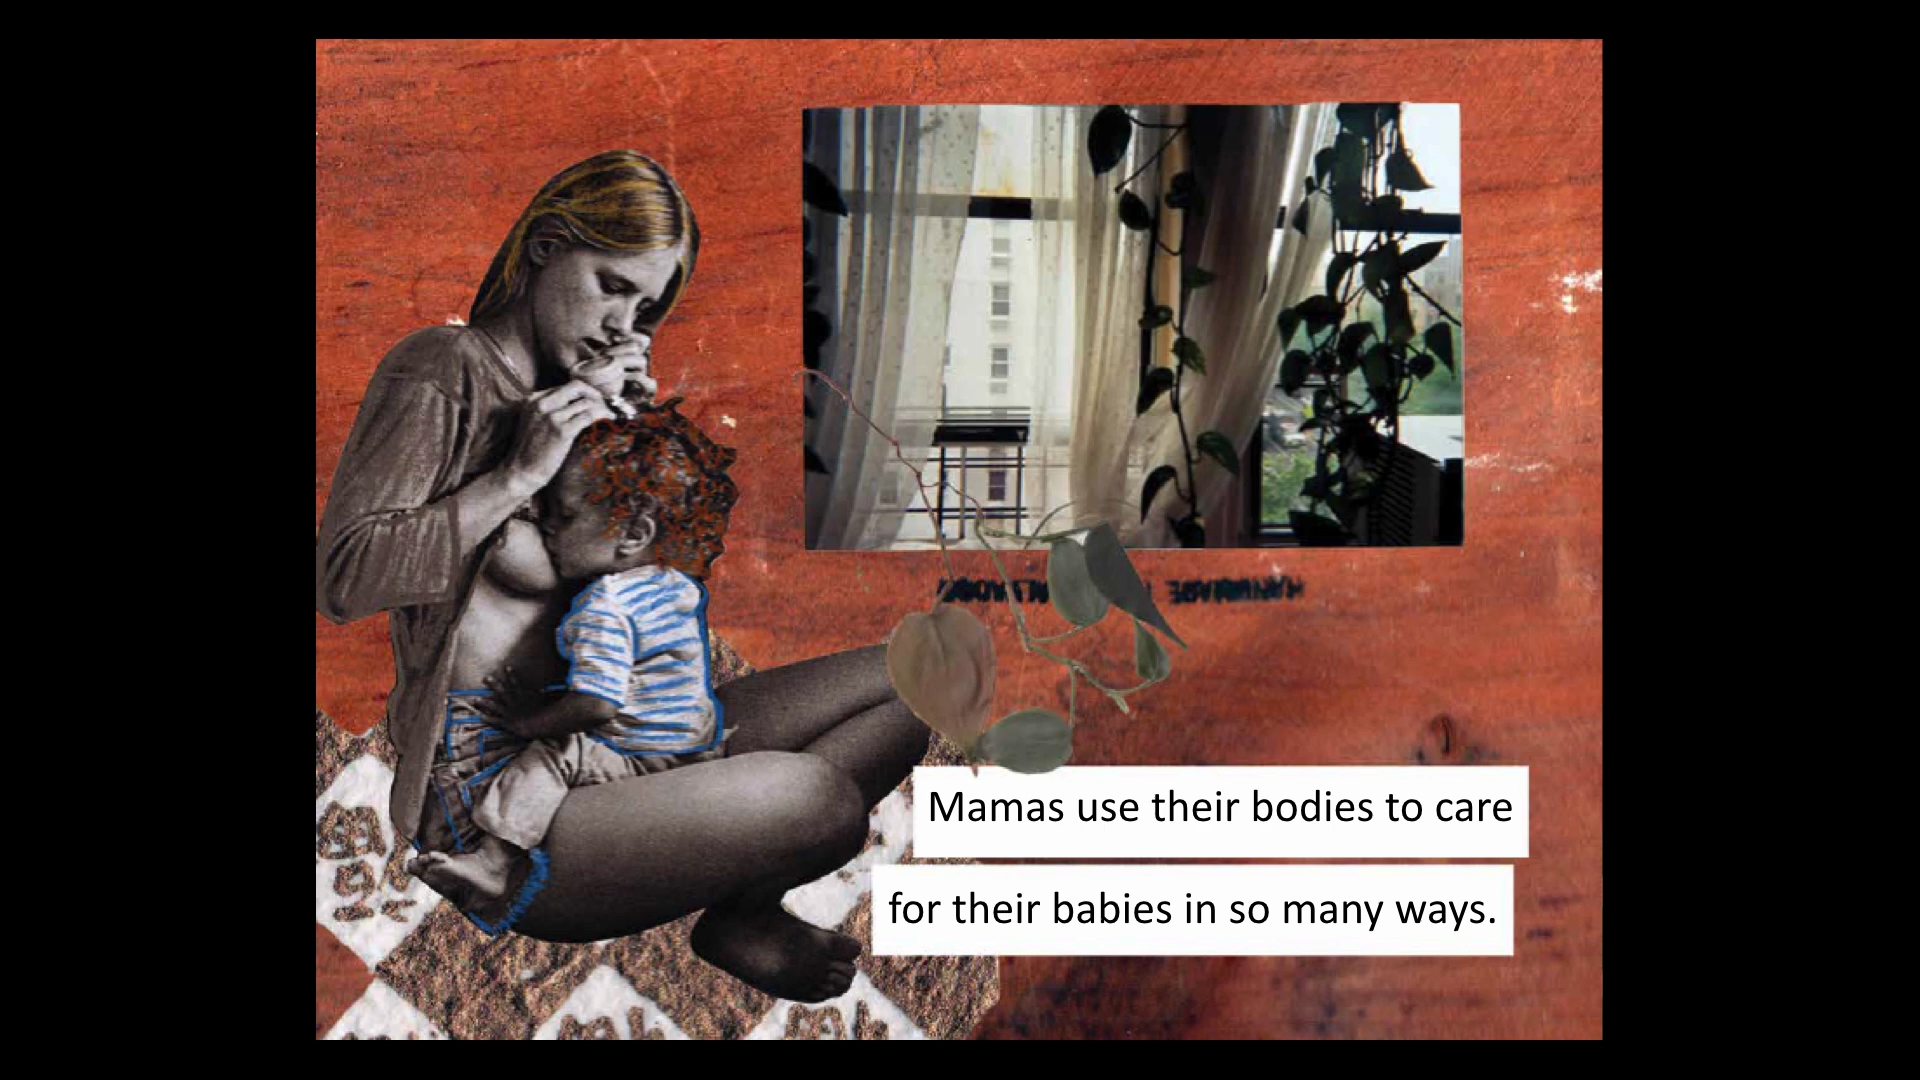 Mamas use their bodies to care
for their babies in so many ways.